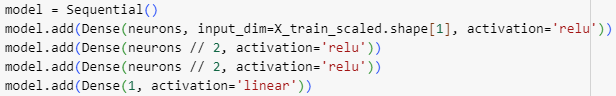 model = Sequential()
model.add(Dense(neurons, input_dim=X_train_scaled.shape[1], activation='relu'))
model.add(Dense(neurons // 2, activation='relu'))
model.add(Dense(neurons // 2, activation='relu'))
model.add(Dense(1, activation='linear'))